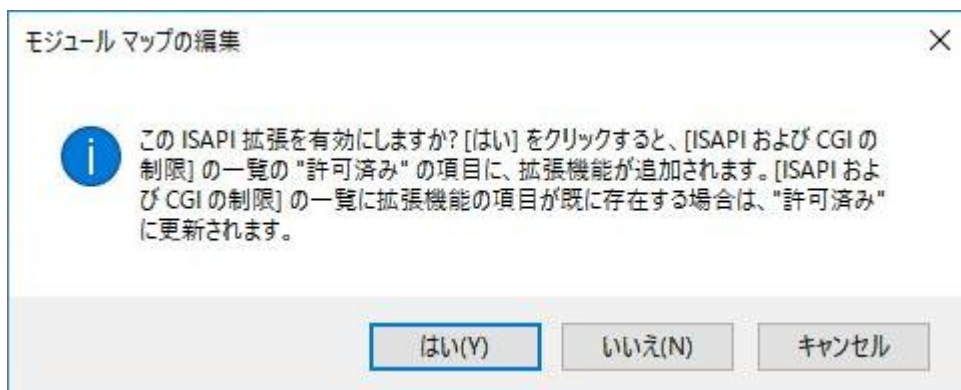 モジュール マップの編集
この ISAPI 拡張を有効にしますか? [はい] をクリックすると、[ISAPI および CGI の
制限] の一覧の "許可済み" の項目に、拡張機能が追加されます。[ISAPI およ
び CGI の制限] の一覧に拡張機能の項目が既に存在する場合は、"許可済み"
に更新されます。
はい(Y) いいえ(N) キャンセル